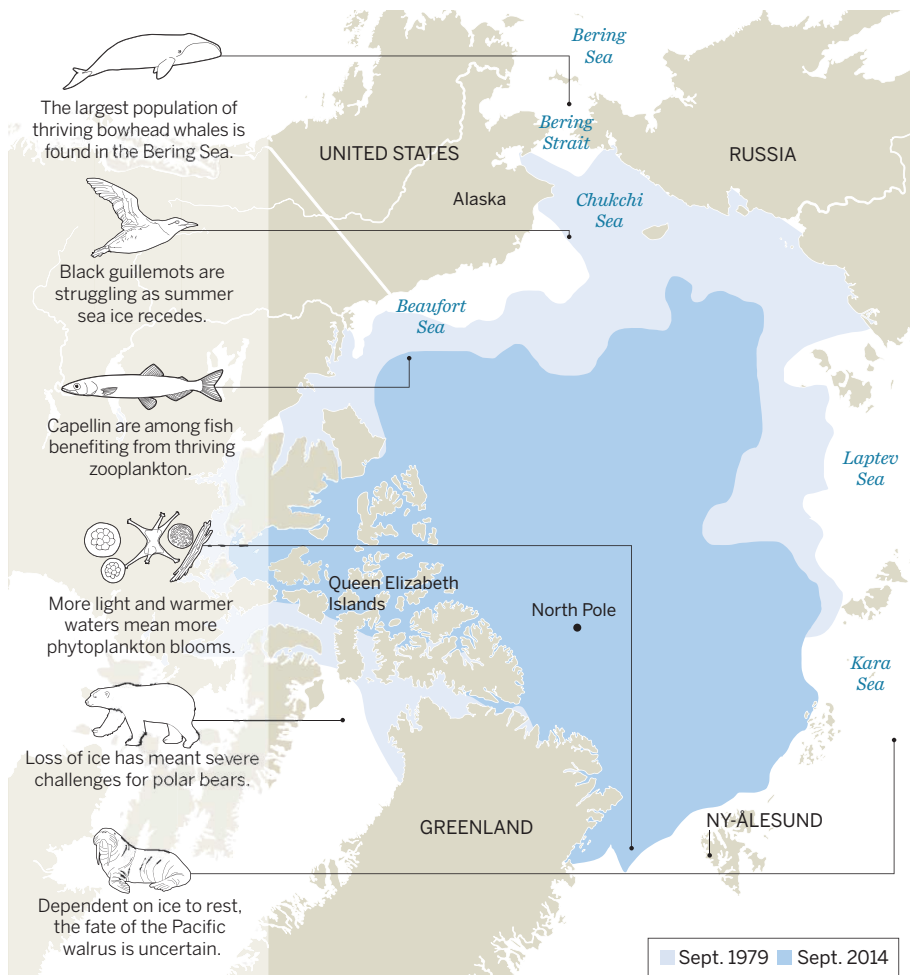 The largest population of
thriving bowhead whales is
found in the Bering Sea.
Black guillemots are
struggling as summer
sea ice recedes.
Capellin are among fish
benefiting from thriving
zooplankton.
More light and warmer
waters mean more
phytoplankton blooms.
Loss of ice has meant severe
challenges for polar bears.
Dependent on ice to rest,
the fate of the Pacific
walrus is uncertain.
Bering
Sea
Bering
Strait
UNITED STATES
RUSSIA
Alaska
Chukchi
Sea
Beaufort
Sea
Laptev
Sea
Queen Elizabeth
Islands
North Pole
Kara
Sea
GREENLAND
NY-ÅLESUND
Sept. 1979
Sept. 2014